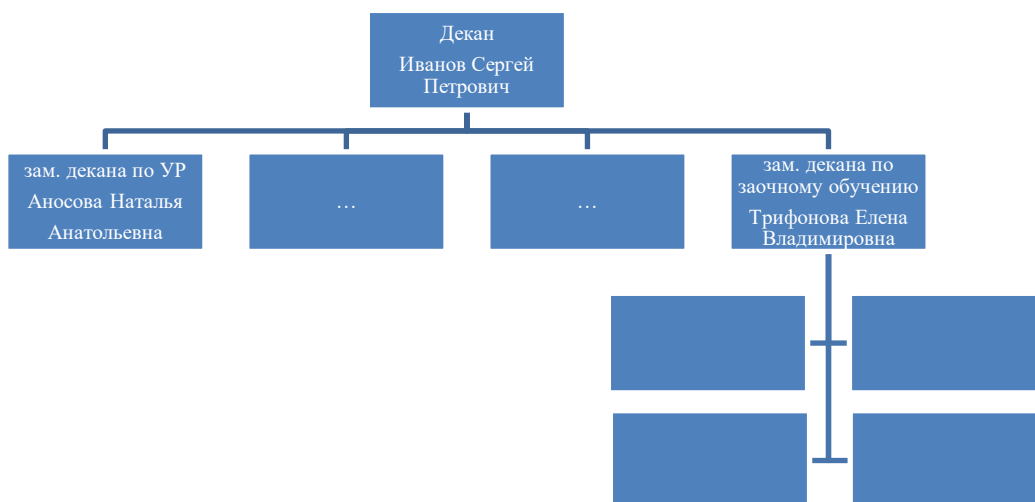 Декан
Иванов Сергей
Петрович
зам. декана по УР
Аносова Наталья
Анатольевна
…
…
зам. декана по
заочному обучению
Трифонова Елена
Владимировна